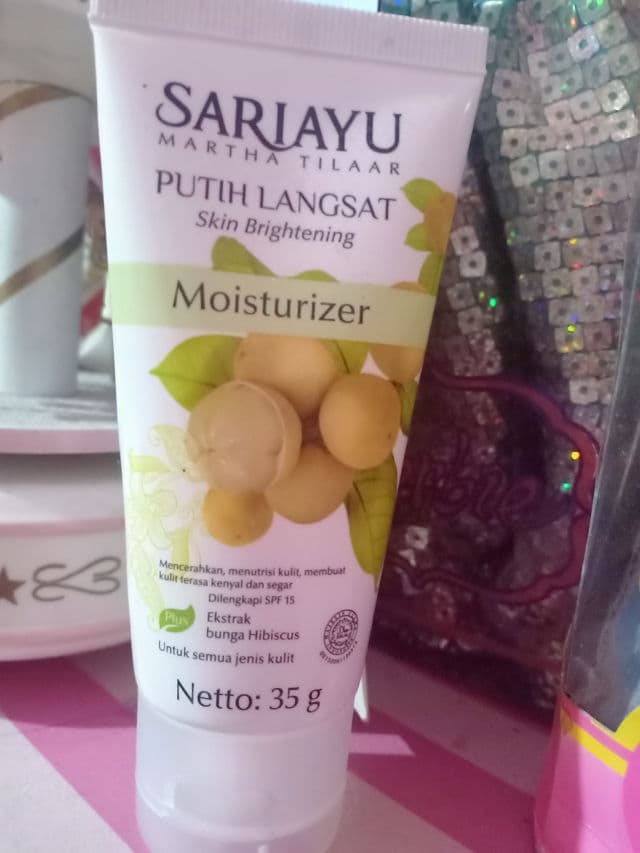 SARIAYU
MARTHA TILAAR
PUTIH LANGSAT
Skin Brightening
Moisturizer
Mencerahkan, menutrisi kulit, membuat
kulit terasa kenyal dan segar
Dilengkapi SPF 15
Plus
Ekstrak
bunga Hibiscus
Untuk semua jenis kulit
Netto: 35 g